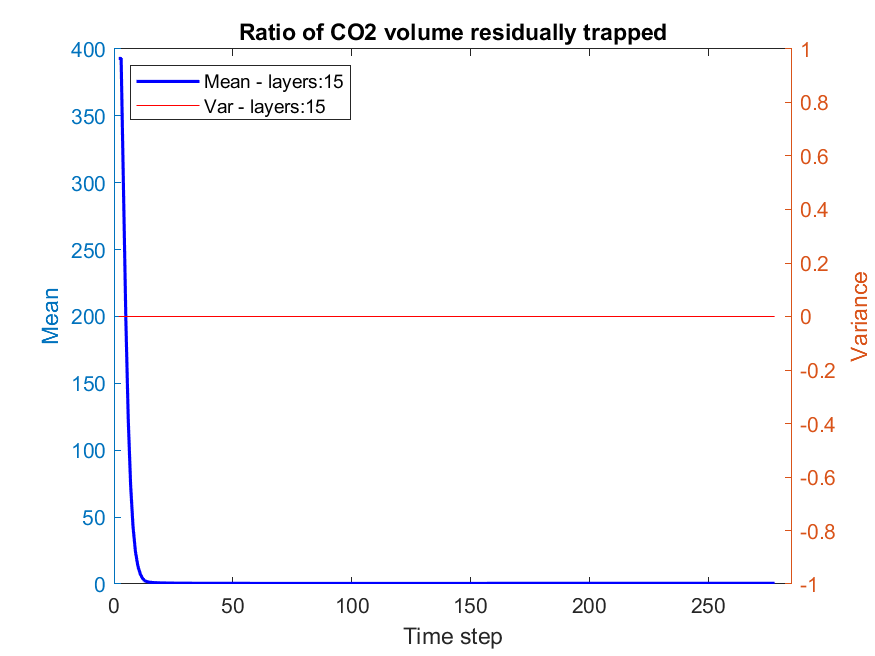 Ratio of CO2 volume residually trapped
Mean - layers:15
Var - layers:15
400
350
300
250
200
150
100
50
0
Mean
1
0.8
0.6
0.4
0.2
0
-0.2
-0.4
-0.6
-0.8
-1
Variance
0 50 100 150 200 250
Time step